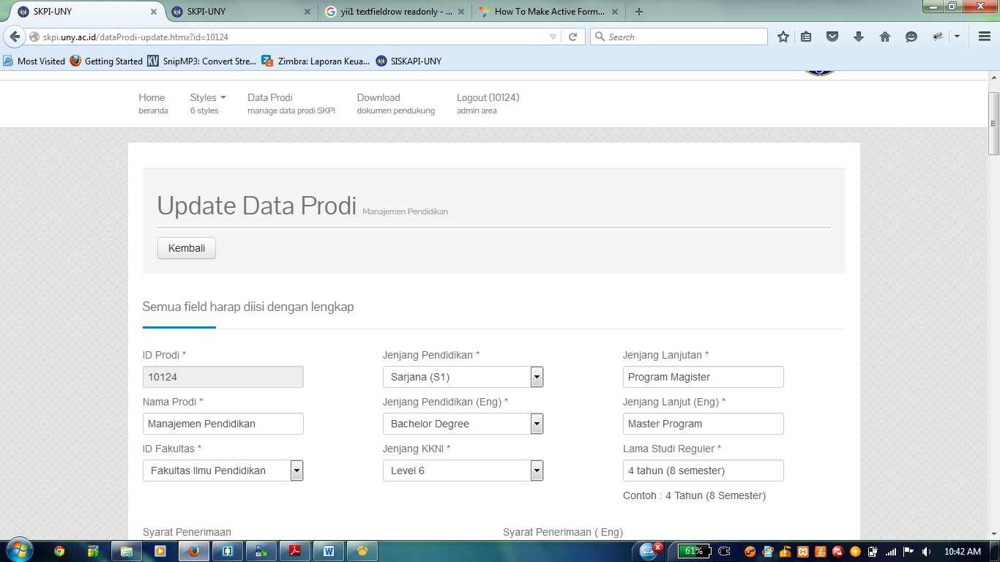 SKPI-UNY
SKPI-UNY
yii1 textfieldrow readonly - ...
How To Make Active Form...
skpi.uny.ac.id/dataProdi-update.htmx?id=10124
Search
Most Visited
Getting Started
SnipMP3: Convert Stre...
Zimbra: Laporan Keua...
SISKAPI-UNY
Home
beranda
Styles
6 styles
Data Prodi
manage data prodi SKPI
Download
dokumen pendukung
Logout (10124)
admin area
Update Data Prodi Manajemen Pendidikan
Kembali
Semua field harap diisi dengan lengkap
ID Prodi *
10124
Nama Prodi *
Manajemen Pendidikan
ID Fakultas *
Fakultas Ilmu Pendidikan
Jenjang Pendidikan *
Sarjana (S1)
Jenjang Pendidikan (Eng) *
Bachelor Degree
Jenjang KKNI *
Level 6
Jenjang Lanjutan *
Program Magister
Jenjang Lanjut (Eng) *
Master Program
Lama Studi Reguler *
4 tahun (8 semester)
Contoh : 4 Tahun (8 Semester)
Syarat Penerimaan
Syarat Penerimaan ( Eng)
61%
10:42 AM